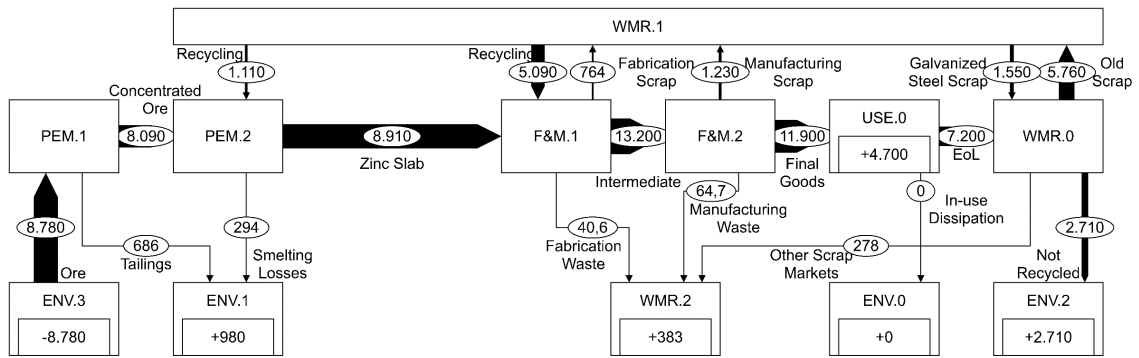 WMR.1
Recycling
1.110
Recycling
5.090
764
Fabrication
Scrap
1.230
Manufacturing
Scrap
Galvanized
Steel Scrap
1.550
5.760
Old
Scrap
PEM.1
Concentrated
Ore
8.090
PEM.2
8.910
Zinc Slab
F&M.1
13.200
Intermediate
F&M.2
11.900
Final
Goods
USE.0
+4.700
7.200
EoL
WMR.0
8.780
Ore
686
Tailings
294
Smelting
Losses
40,6
Fabrication
Waste
64,7
Manufacturing
Waste
0
In-use
Dissipation
278
Other Scrap
Markets
2.710
Not
Recycled
ENV.3
-8.780
ENV.1
+980
WMR.2
+383
ENV.0
+0
ENV.2
+2.710